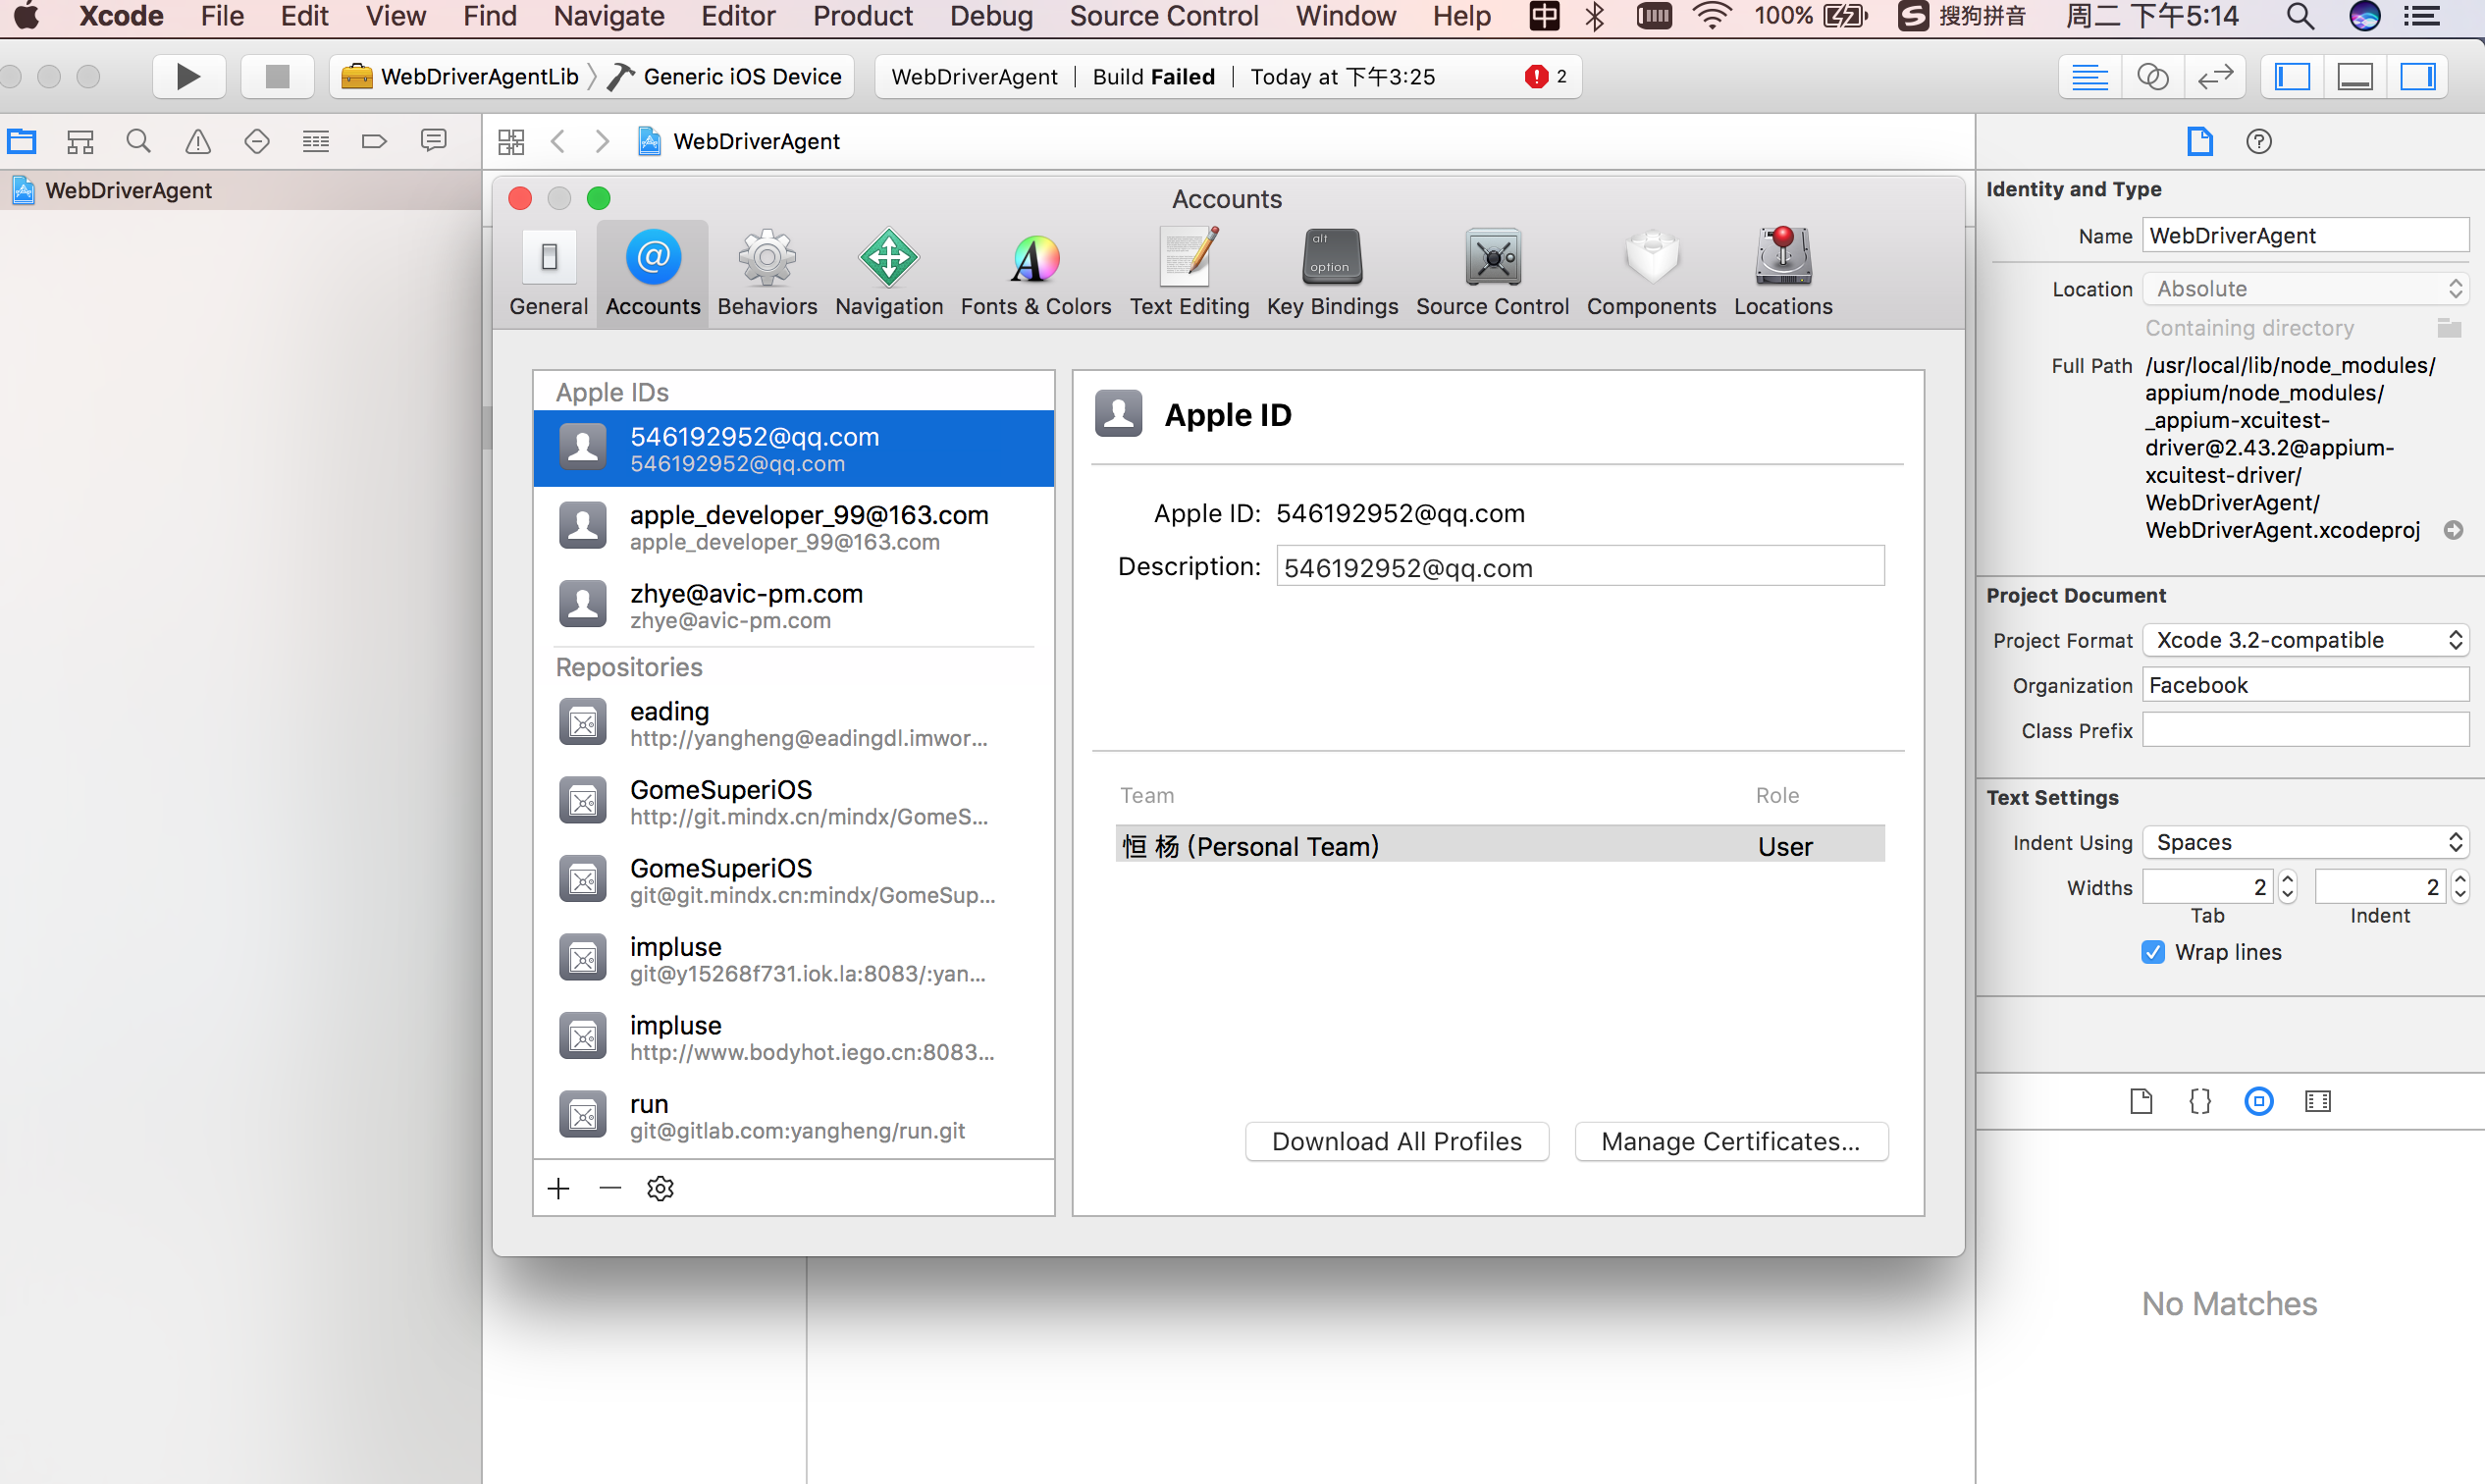 Xcode File Edit View Find Navigate Editor Product Debug Source Control Window Help 中 100% 搜狗拼音 周二 下午5:14
WebDriverAgentLib Generic iOS Device WebDriverAgent | Build Failed | Today at 下午3:25 2
WebDriverAgent
WebDriverAgent
Accounts
General Accounts Behaviors Navigation Fonts & Colors Text Editing Key Bindings Source Control Components Locations
alt
option
Apple IDs
546192952@qq.com
546192952@qq.com
apple_developer_99@163.com
apple_developer_99@163.com
zhye@avic-pm.com
zhye@avic-pm.com
Repositories
eading
http://yangheng@eadingdl.imwor...
GomeSuperiOS
http://git.mindx.cn/mindx/GomeS...
GomeSuperiOS
git@git.mindx.cn:mindx/GomeSup...
impluse
git@y15268f731.iok.la:8083/:yan...
impluse
http://www.bodyhot.iego.cn:8083...
run
git@gitlab.com:yangheng/run.git
Apple ID
Apple ID: 546192952@qq.com
Description: 546192952@qq.com
Team Role
恒 杨 (Personal Team) User
Download All Profiles Manage Certificates...
Identity and Type
Name WebDriverAgent
Location Absolute
Containing directory
Full Path /usr/local/lib/node_modules/
appium/node_modules/
_appium-xcuitest-
driver@2.43.2@appium-
xcuitest-driver/
WebDriverAgent/
WebDriverAgent.xcodeproj
Project Document
Project Format Xcode 3.2-compatible
Organization Facebook
Class Prefix
Text Settings
Indent Using Spaces
Widths 2 2
Tab Indent
Wrap lines
No Matches